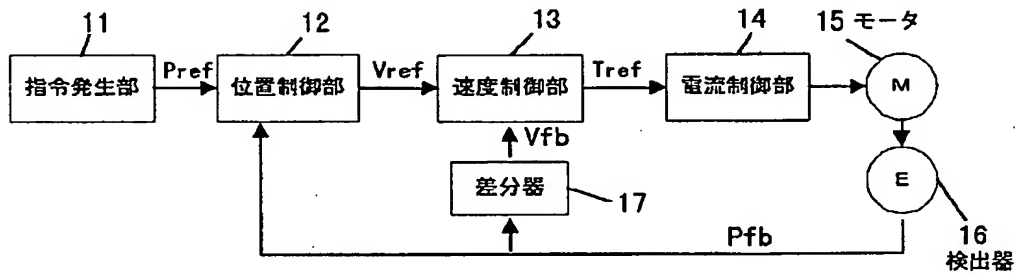 11
12
13
14
15 モータ
指令発生部
Pref
位置制御部
Vref
速度制御部
Tref
電流制御部
M
Vfb
差分器
17
E
Pfb
16
検出器